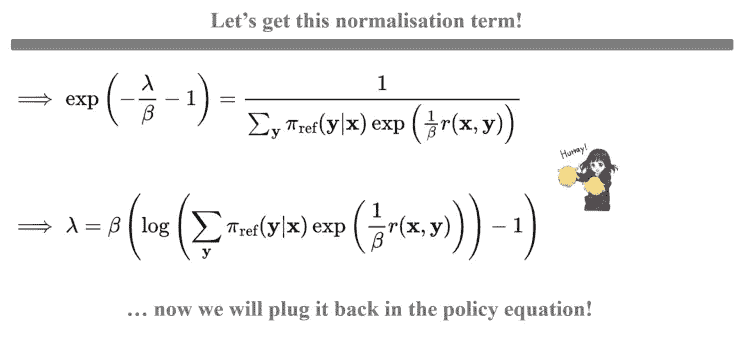 Let's get this normalisation term!
⟹ exp(−λ/β − 1) = 1 / (∑_y π_ref(y|x) exp(1/β r(x, y)))
Hurray!
⟹ λ = β(log(∑_y π_ref(y|x) exp(1/β r(x, y))) − 1)
… now we will plug it back in the policy equation!